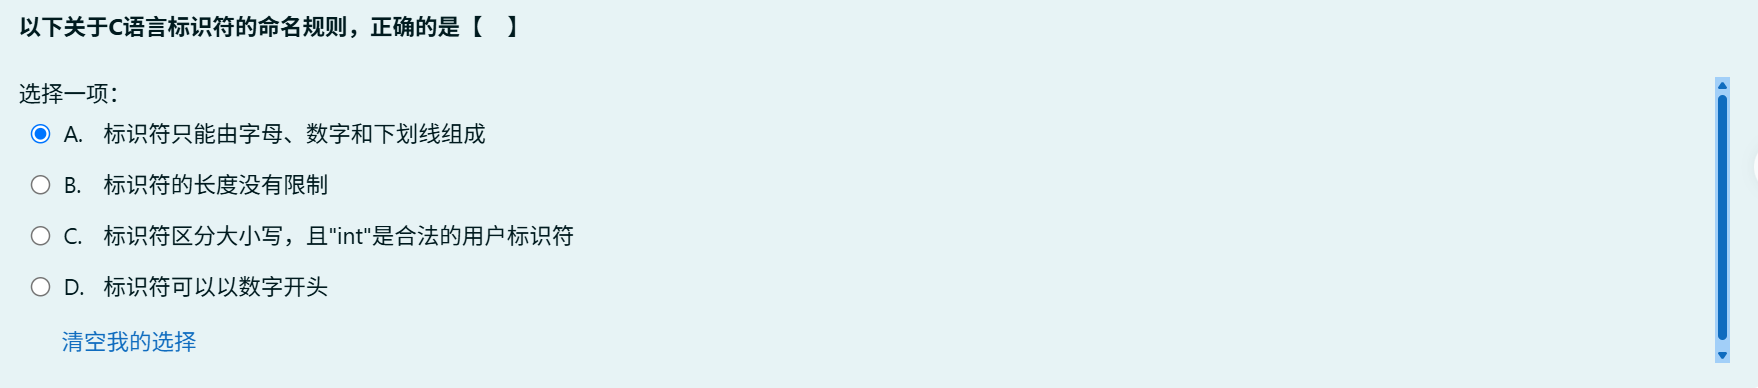 以下关于C语言标识符的命名规则，正确的是【　】
选择一项：
A. 标识符只能由字母、数字和下划线组成
B. 标识符的长度没有限制
C. 标识符区分大小写，且"int"是合法的用户标识符
D. 标识符可以以数字开头
清空我的选择